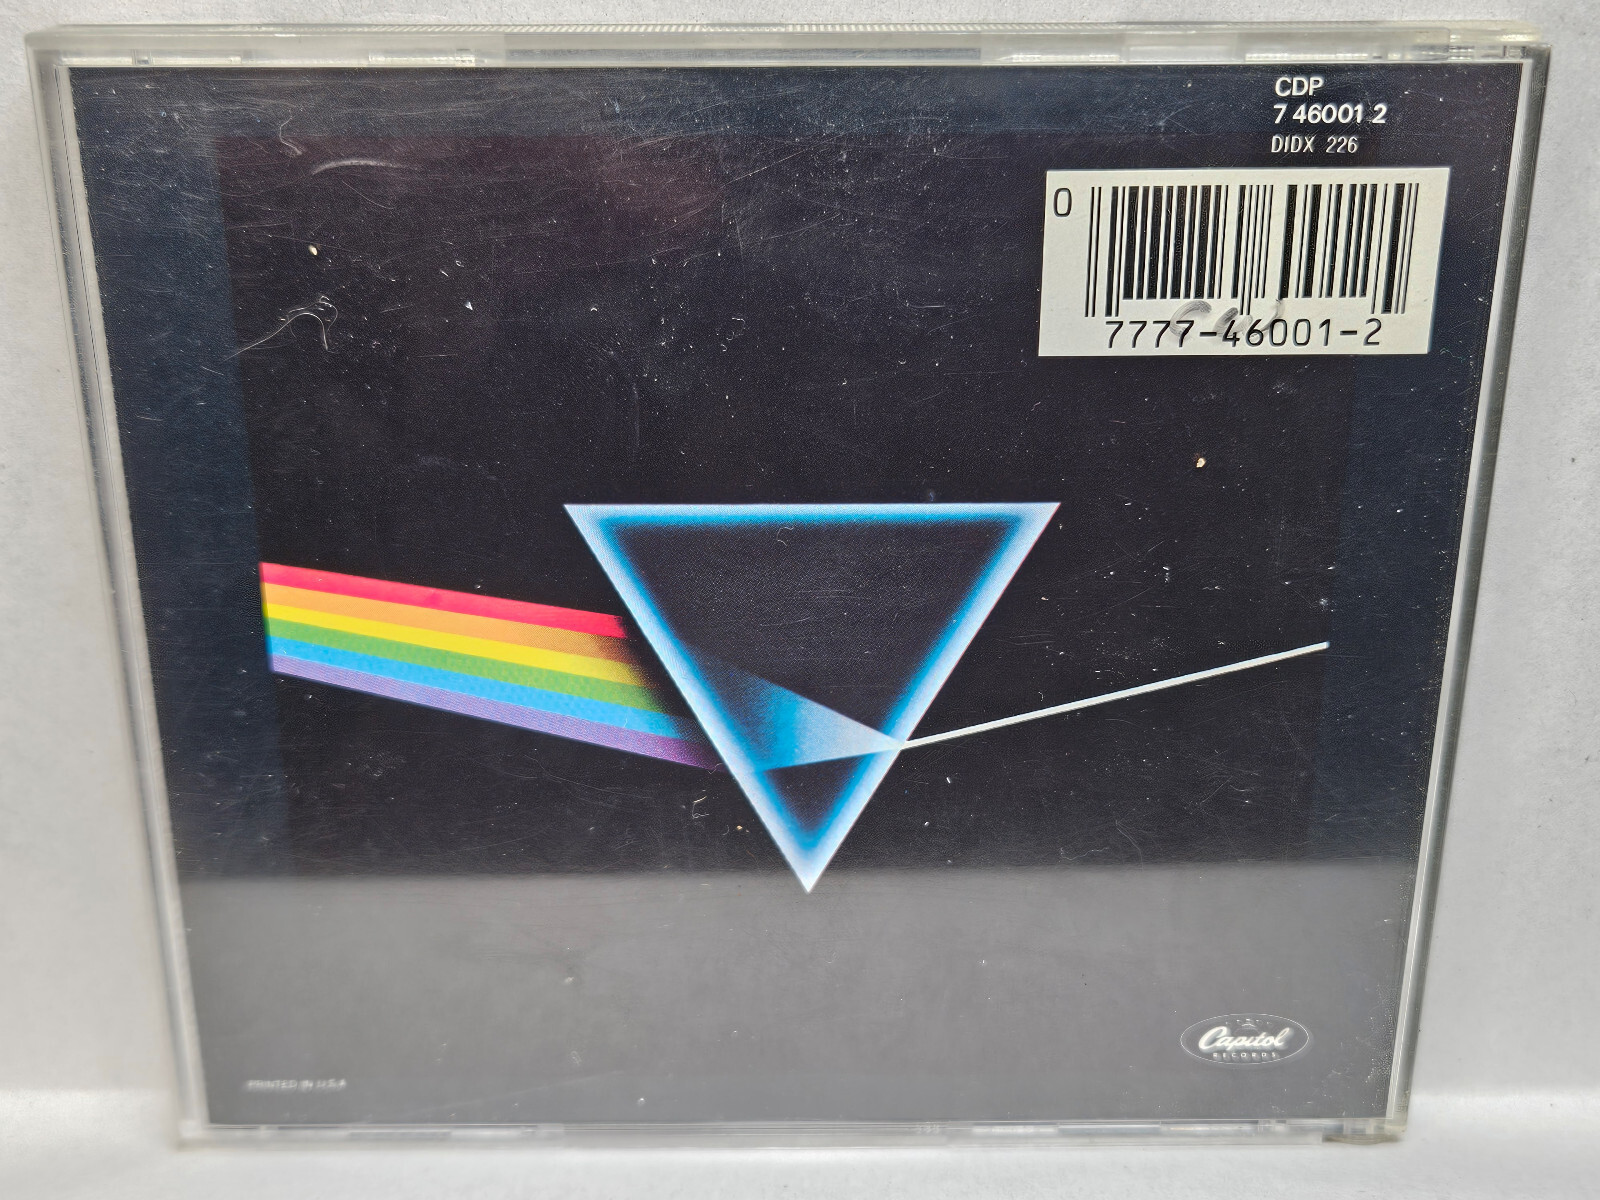 CDP
7 46001 2
DIDX 226
0
7777-46001-2
Capitol
RECORDS
PRINTED IN U.S.A